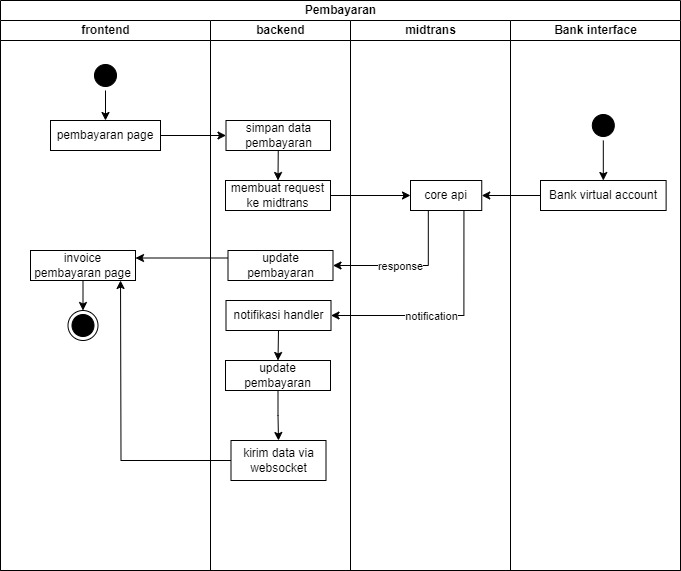 Pembayaran
frontend
backend
midtrans
Bank interface
pembayaran page
simpan data
pembayaran
membuat request
ke midtrans
core api
Bank virtual account
invoice
pembayaran page
update
pembayaran
response
notifikasi handler
notification
update
pembayaran
kirim data via
websocket